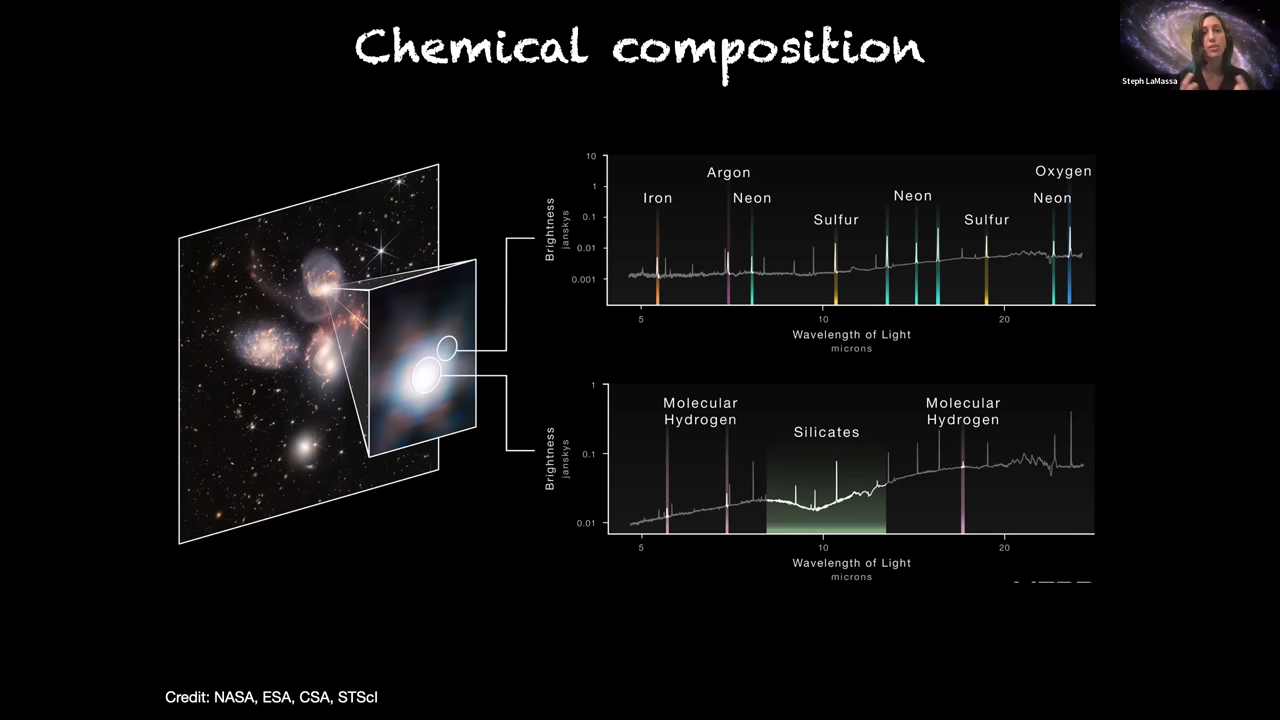 Chemical composition
Steph LaMassa
Brightness
janskys
10
1
0.1
0.01
0.001
Iron
Argon
Neon
Sulfur
Neon
Sulfur
Oxygen
Neon
5
10
20
Wavelength of Light
microns
Brightness
janskys
1
0.1
0.01
Molecular
Hydrogen
Silicates
Molecular
Hydrogen
5
10
20
Wavelength of Light
microns
Credit: NASA, ESA, CSA, STScI